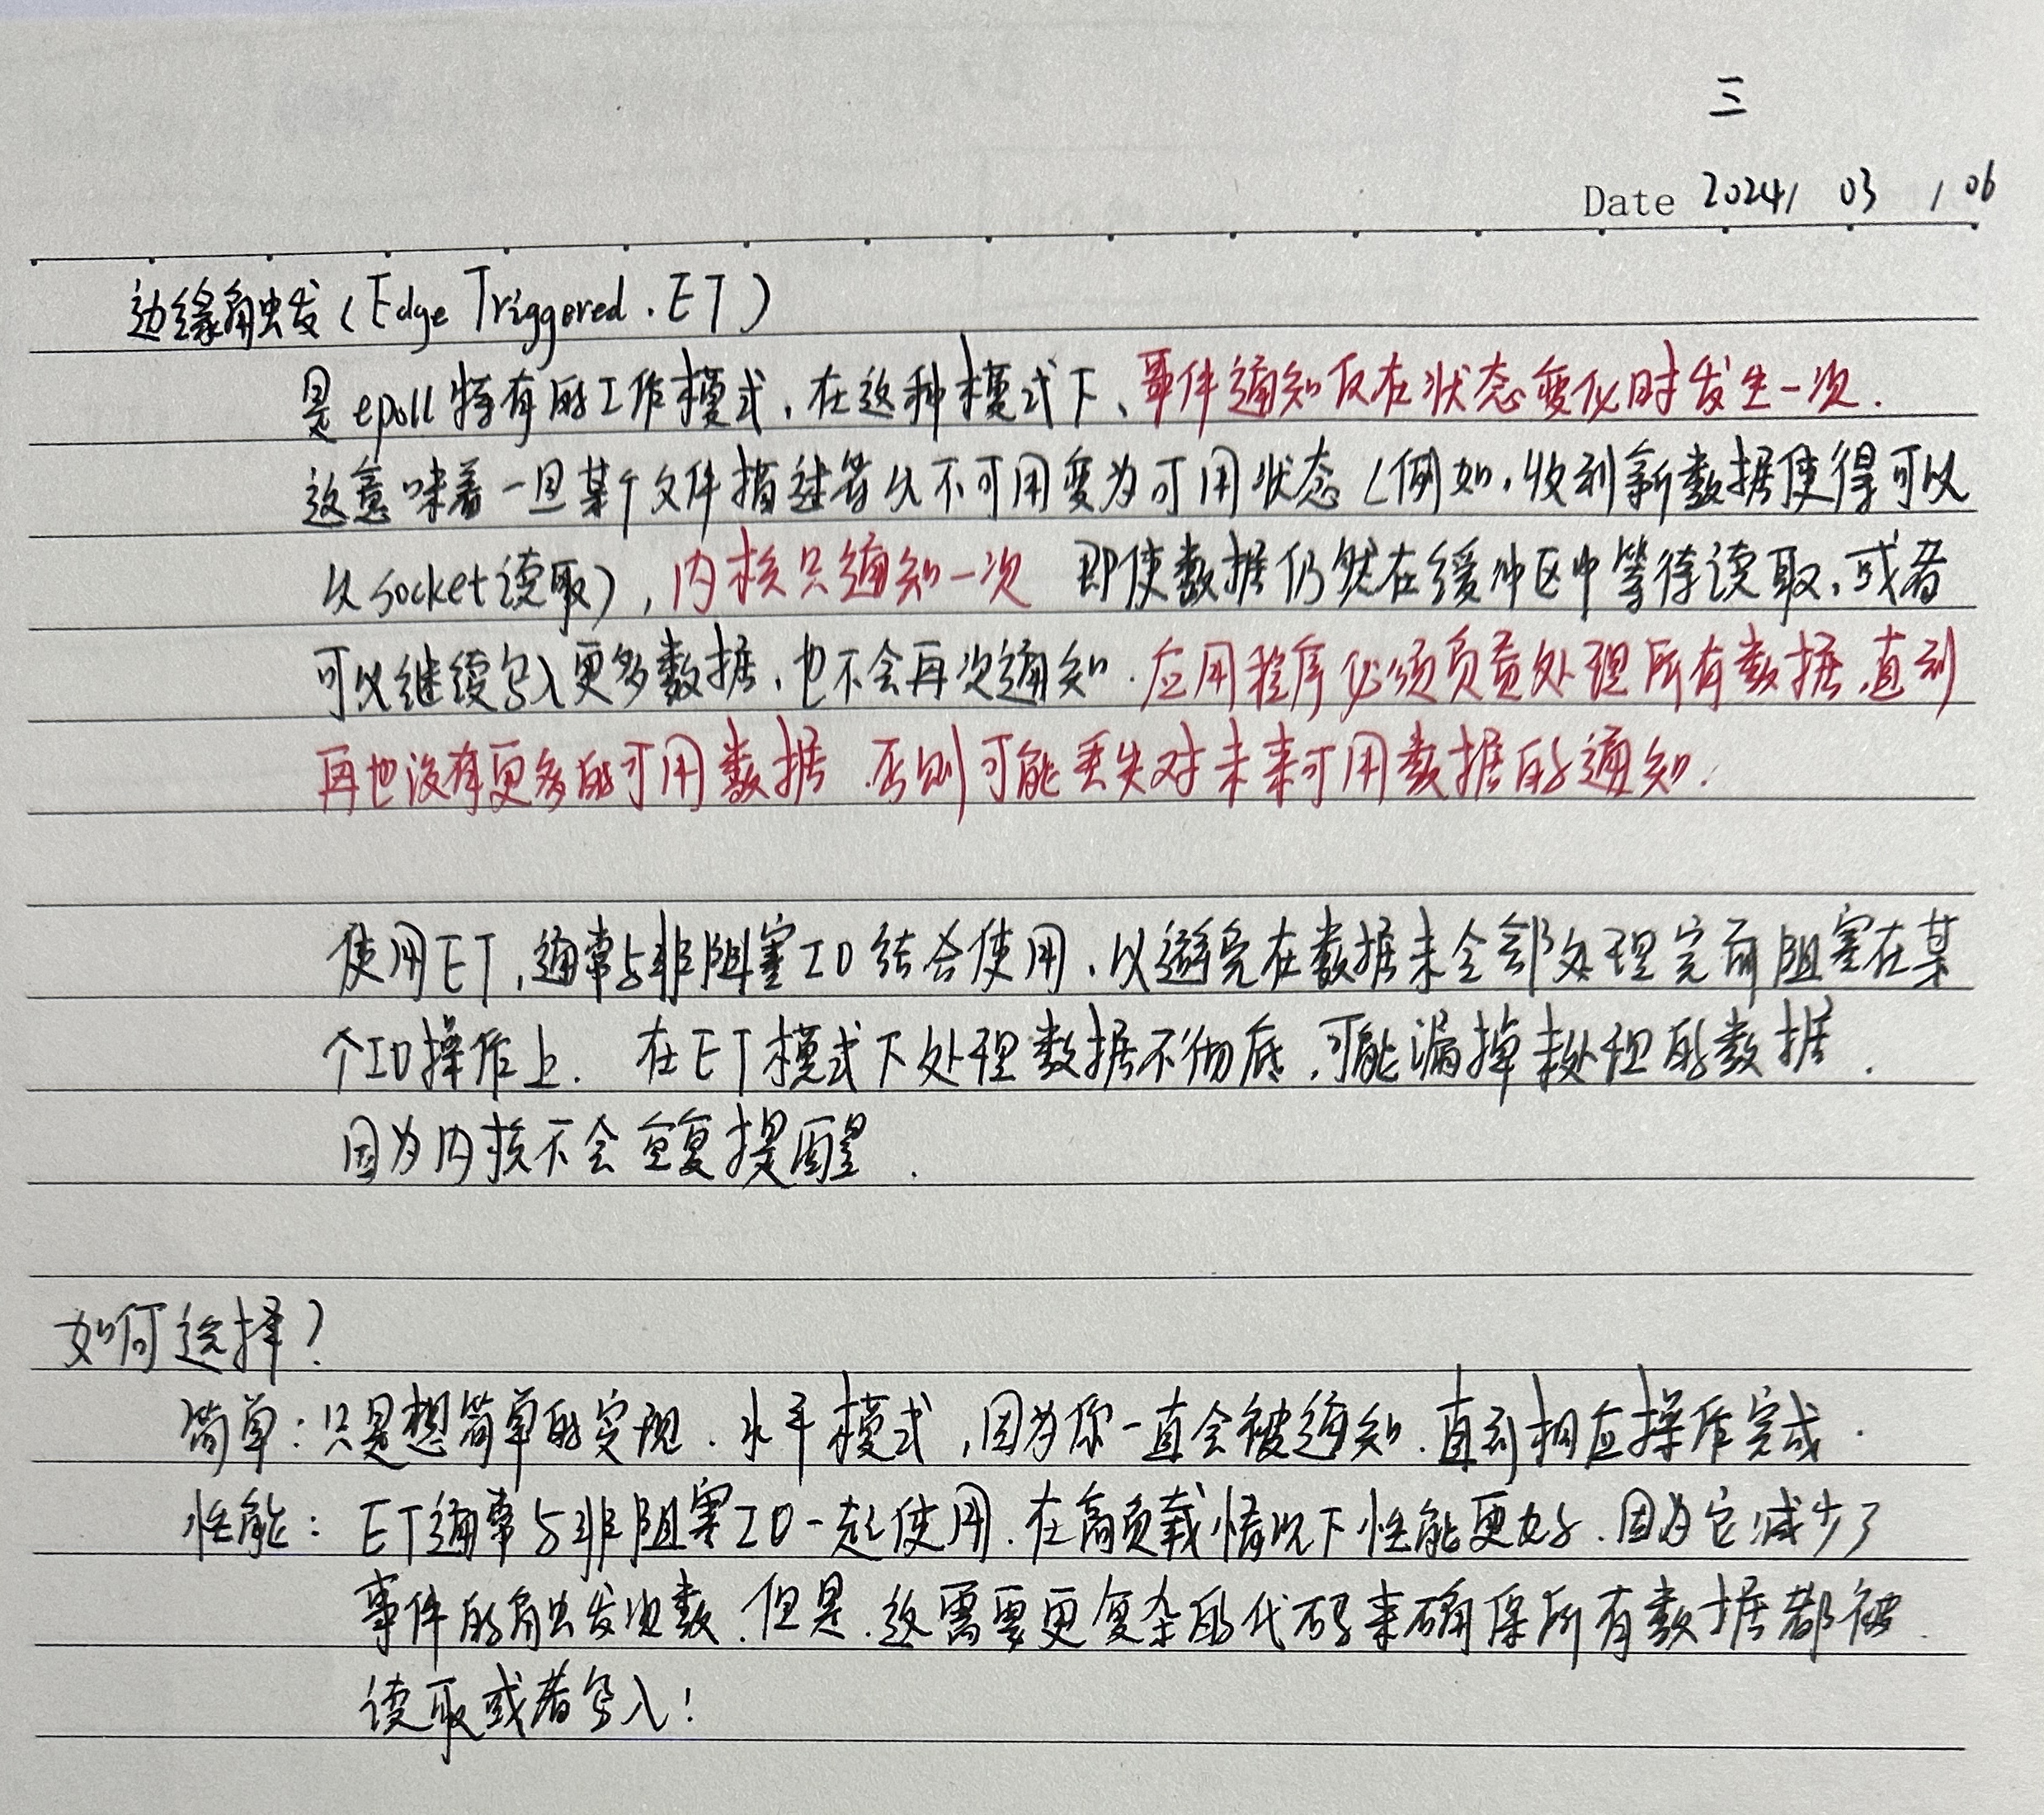 三
Date 2024/ 03 / 06
边缘触发(Edge Triggered.ET)
是epoll特有的工作模式,在这种模式下、事件通知仅在状态变化时发生一次.
这意味着一旦某个文件描述符从不可用变为可用状态(例如,收到新数据使得可以
从socket读取),内核只通知一次 即使数据仍然在缓冲区中等待读取,或者
可以继续写入更多数据,也不会再次通知.应用程序必须负责处理所有数据,直到
再也没有更多的可用数据.否则可能丢失对未来可用数据的通知.
使用ET,通常与非阻塞IO结合使用,以避免在数据未全部处理完前阻塞在某
个IO操作上. 在ET模式下处理数据不彻底,可能漏掉未处理的数据.
因为内核不会重复提醒.
如何选择?
简单:只是想简单的实现.水平模式,因为你一直会被通知.直到相应操作完成.
性能: ET通常与非阻塞IO一起使用.在高负载情况下性能更好.因为它减少了
事件的触发次数.但是.这需要更复杂的代码来确保所有数据都被
读取或者写入!